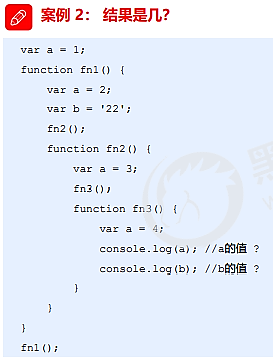 案例 2： 结果是几?
var a = 1;
function fn1() {
    var a = 2;
    var b = '22';
    fn2();
    function fn2() {
        var a = 3;
        fn3();
        function fn3() {
            var a = 4;
            console.log(a); //a的值 ?
            console.log(b); //b的值 ?
        }
    }
}
fn1();
黑